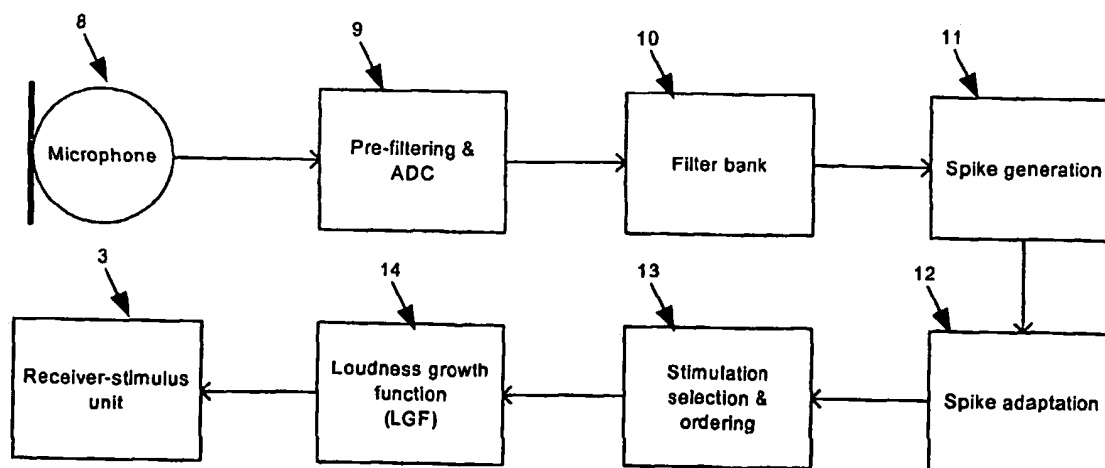 8
9
10
11
Microphone
Pre-filtering &
ADC
Filter bank
Spike generation
3
14
13
12
Receiver-stimulus
unit
Loudness growth
function
(LGF)
Stimulation
selection &
ordering
Spike adaptation